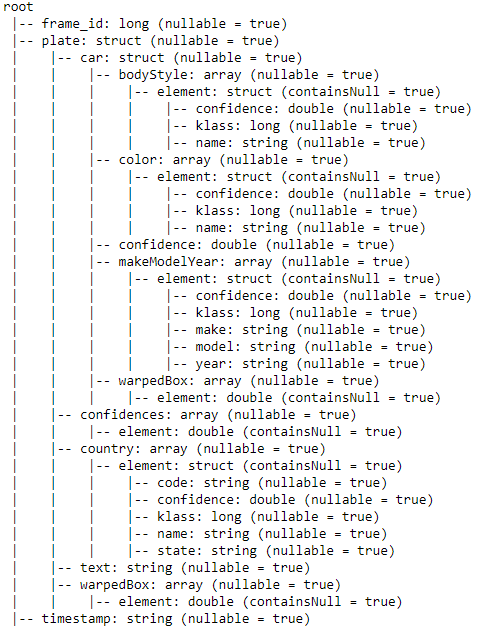 root
 |-- frame_id: long (nullable = true)
 |-- plate: struct (nullable = true)
 |    |-- car: struct (nullable = true)
 |    |    |-- bodyStyle: array (nullable = true)
 |    |    |    |-- element: struct (containsNull = true)
 |    |    |    |    |-- confidence: double (nullable = true)
 |    |    |    |    |-- klass: long (nullable = true)
 |    |    |    |    |-- name: string (nullable = true)
 |    |    |-- color: array (nullable = true)
 |    |    |    |-- element: struct (containsNull = true)
 |    |    |    |    |-- confidence: double (nullable = true)
 |    |    |    |    |-- klass: long (nullable = true)
 |    |    |    |    |-- name: string (nullable = true)
 |    |    |-- confidence: double (nullable = true)
 |    |    |-- makeModelYear: array (nullable = true)
 |    |    |    |-- element: struct (containsNull = true)
 |    |    |    |    |-- confidence: double (nullable = true)
 |    |    |    |    |-- klass: long (nullable = true)
 |    |    |    |    |-- make: string (nullable = true)
 |    |    |    |    |-- model: string (nullable = true)
 |    |    |    |    |-- year: string (nullable = true)
 |    |    |-- warpedBox: array (nullable = true)
 |    |    |    |-- element: double (containsNull = true)
 |    |-- confidences: array (nullable = true)
 |    |    |-- element: double (containsNull = true)
 |    |-- country: array (nullable = true)
 |    |    |-- element: struct (containsNull = true)
 |    |    |    |-- code: string (nullable = true)
 |    |    |    |-- confidence: double (nullable = true)
 |    |    |    |-- klass: long (nullable = true)
 |    |    |    |-- name: string (nullable = true)
 |    |    |    |-- state: string (nullable = true)
 |    |-- text: string (nullable = true)
 |    |-- warpedBox: array (nullable = true)
 |    |    |-- element: double (containsNull = true)
 |-- timestamp: string (nullable = true)